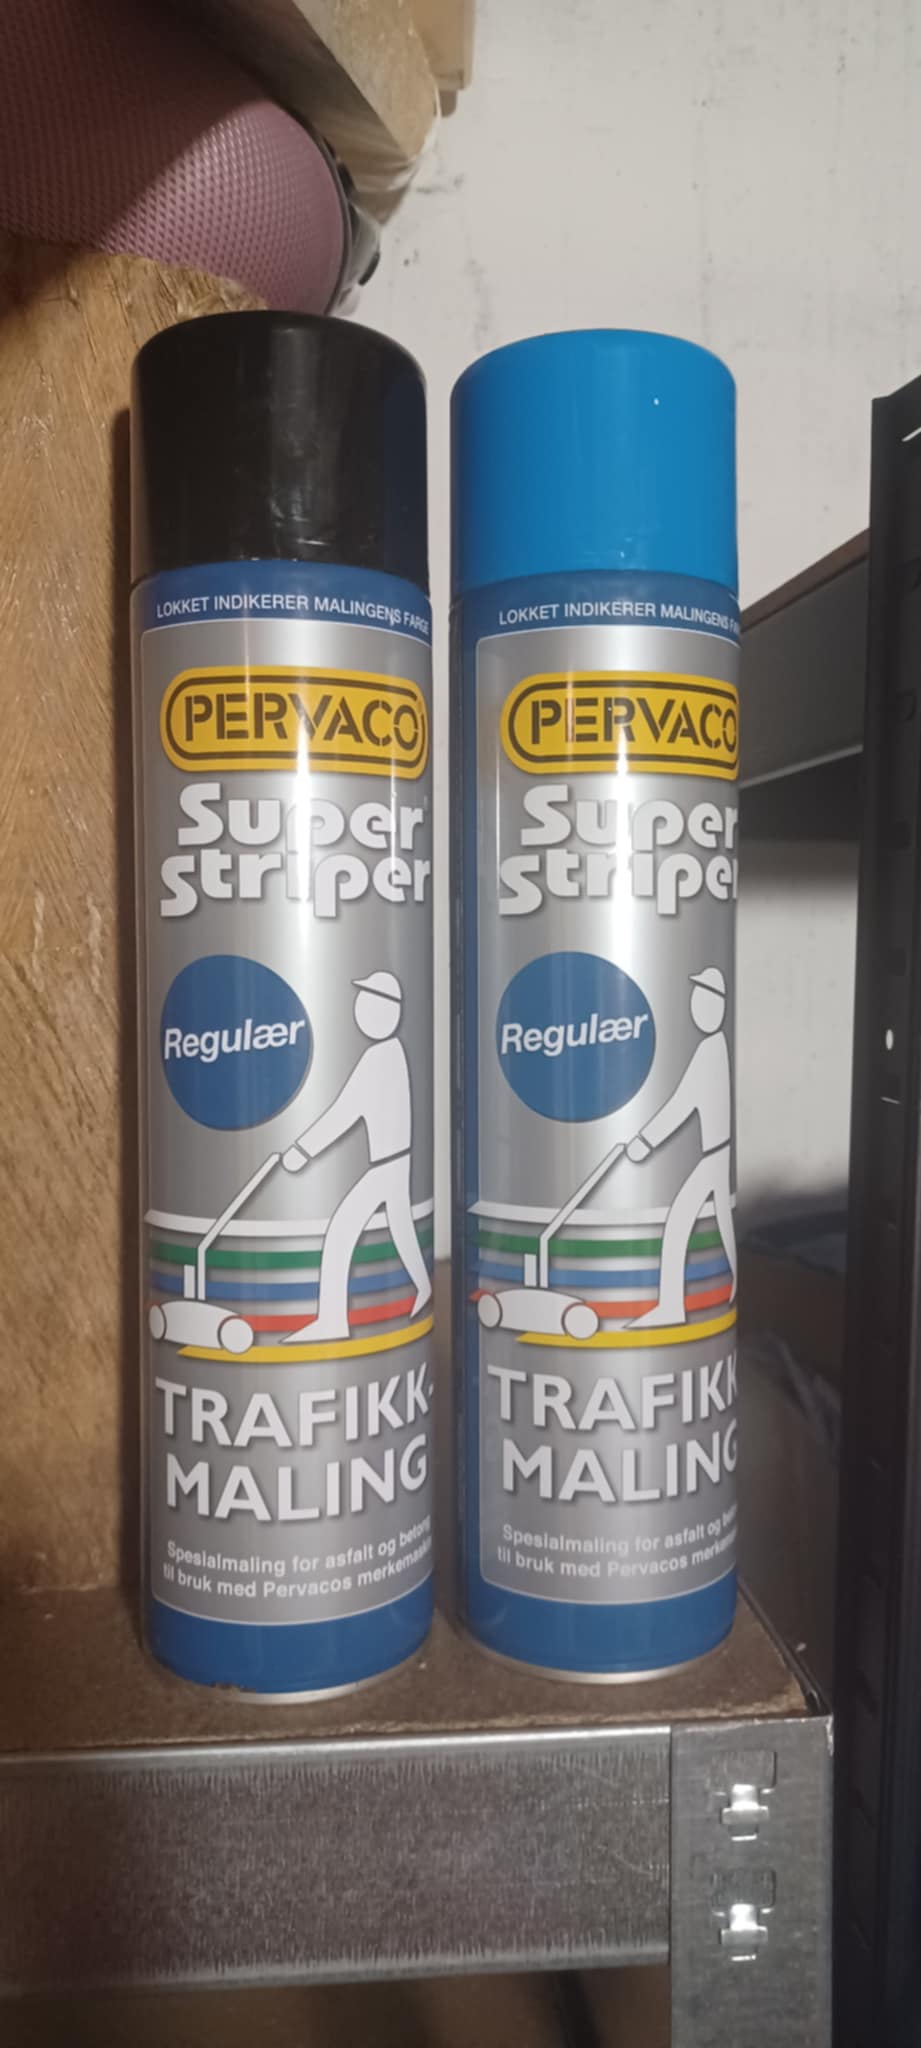 LOKKET INDIKERER MALINGENS FARGE
PERVACO
Super
striper
Regulær
TRAFIKK-
MALING
Spesialmaling for asfalt og betong
til bruk med Pervacos
LOKKET INDIKERER MALINGENS
PERVACO
Super
striper
Regulær
TRAFIKK
MALING
Spesialmaling for asfalt og
til bruk med Pervacos